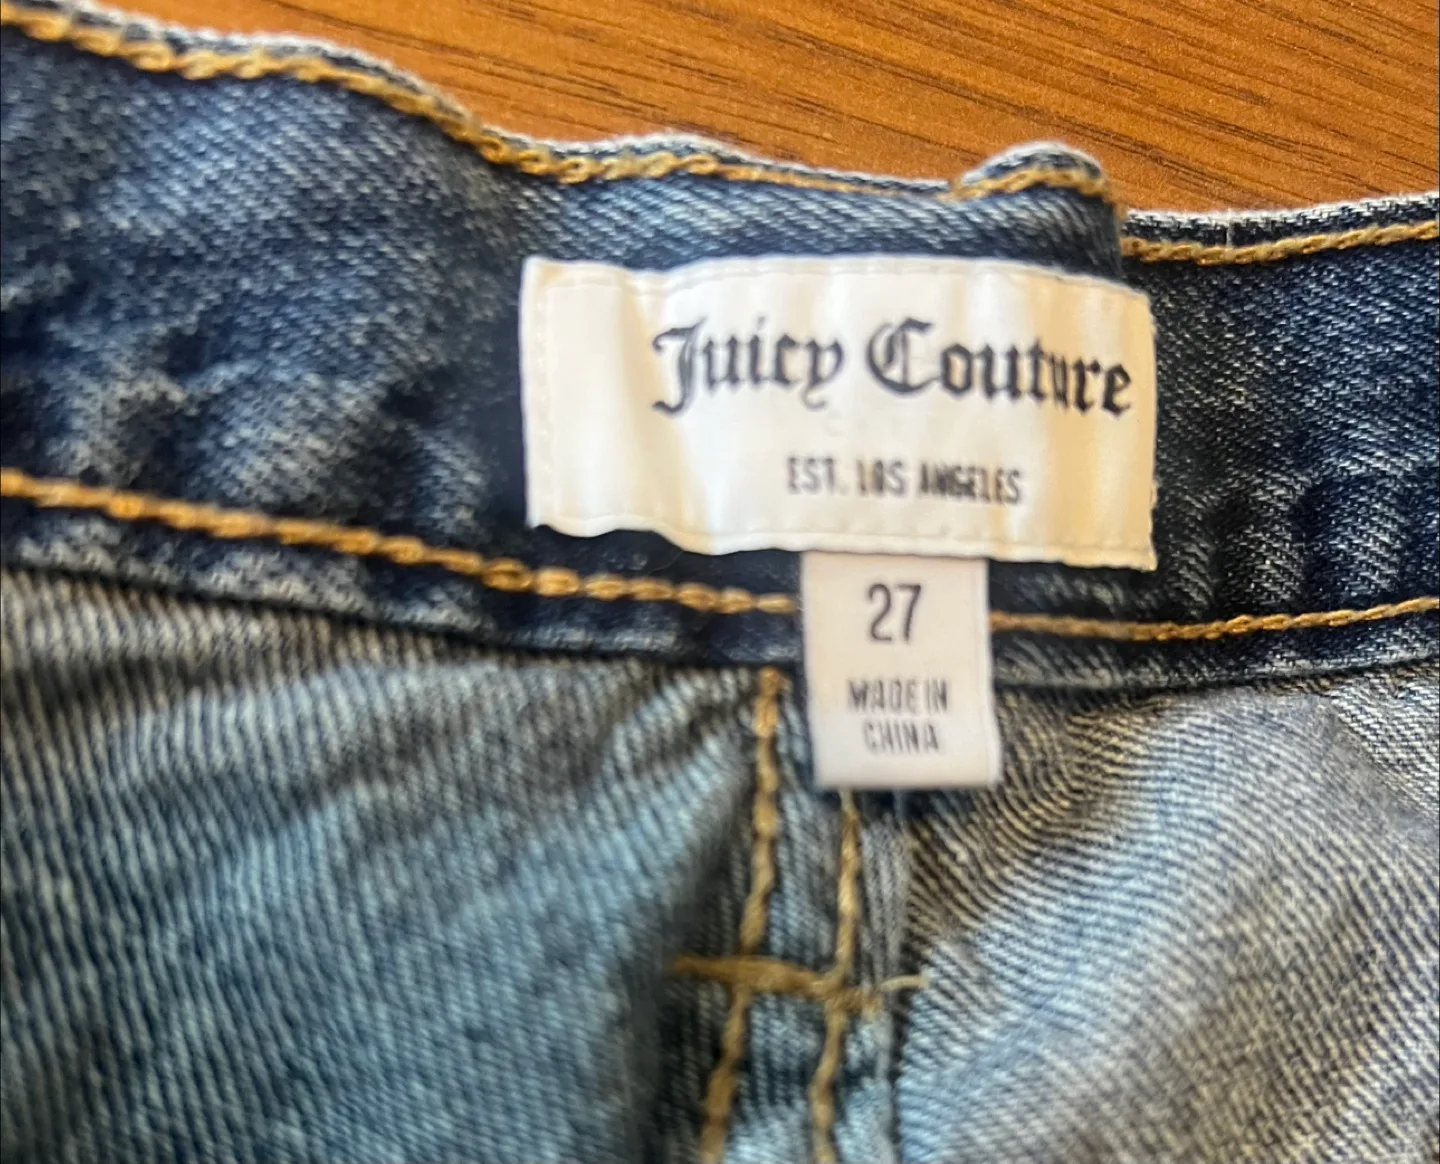 Juicy Couture
EST. LOS ANGELES
27
MADE IN
CHINA